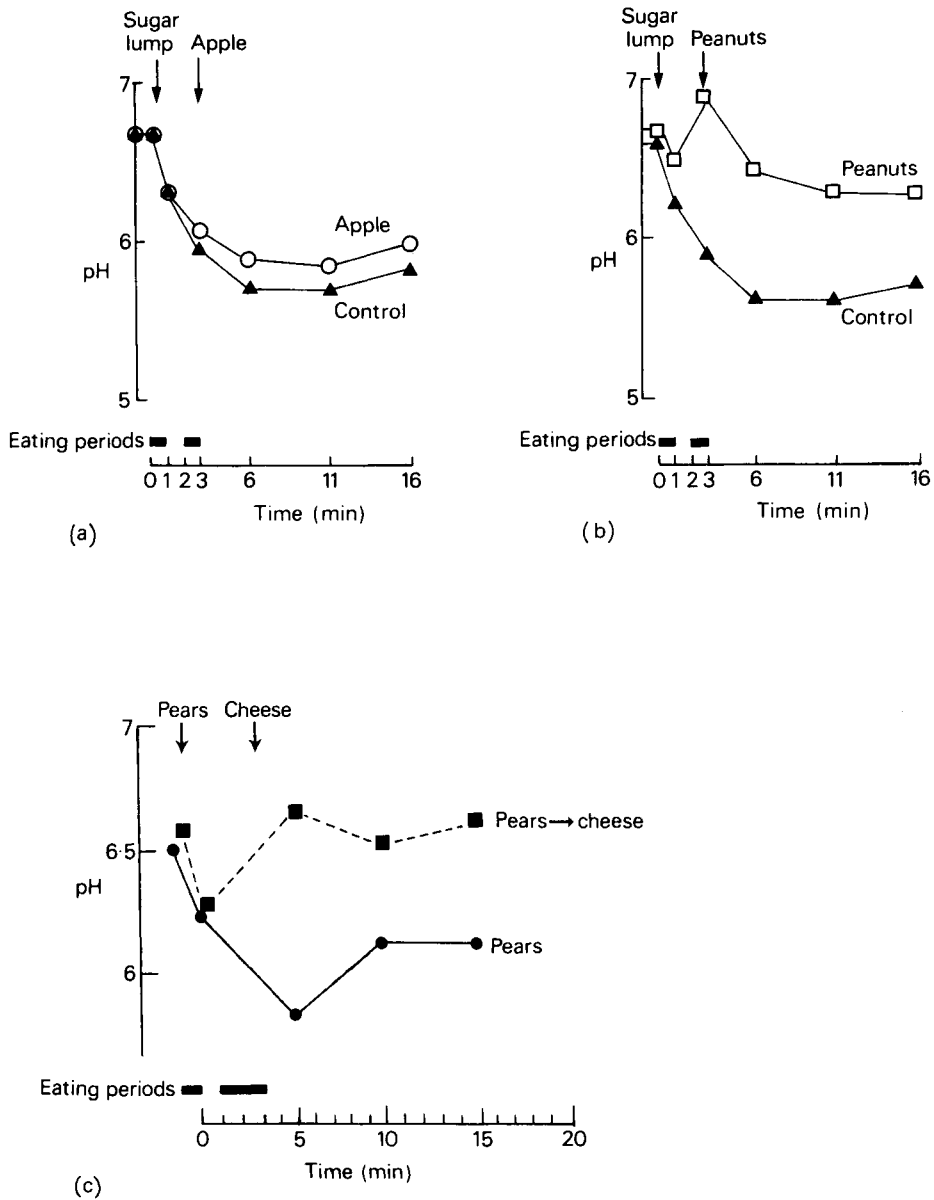 Sugar
lump Apple
7
6
pH
5
Apple
Control
Eating periods
0 1 2 3 6 11 16
Time (min)
(a)
Sugar
lump Peanuts
7
6
pH
5
Peanuts
Control
Eating periods
0 1 2 3 6 11 16
Time (min)
(b)
Pears Cheese
7
6·5
pH
6
Pears → cheese
Pears
Eating periods
0 5 10 15 20
Time (min)
(c)